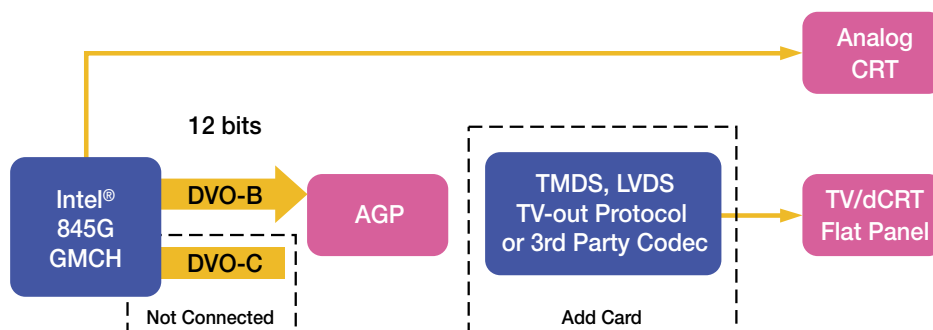 Analog
CRT
12 bits
Intel®
845G
GMCH
DVO-B
DVO-C
AGP
TMDS, LVDS
TV-out Protocol
or 3rd Party Codec
TV/dCRT
Flat Panel
Not Connected
Add Card